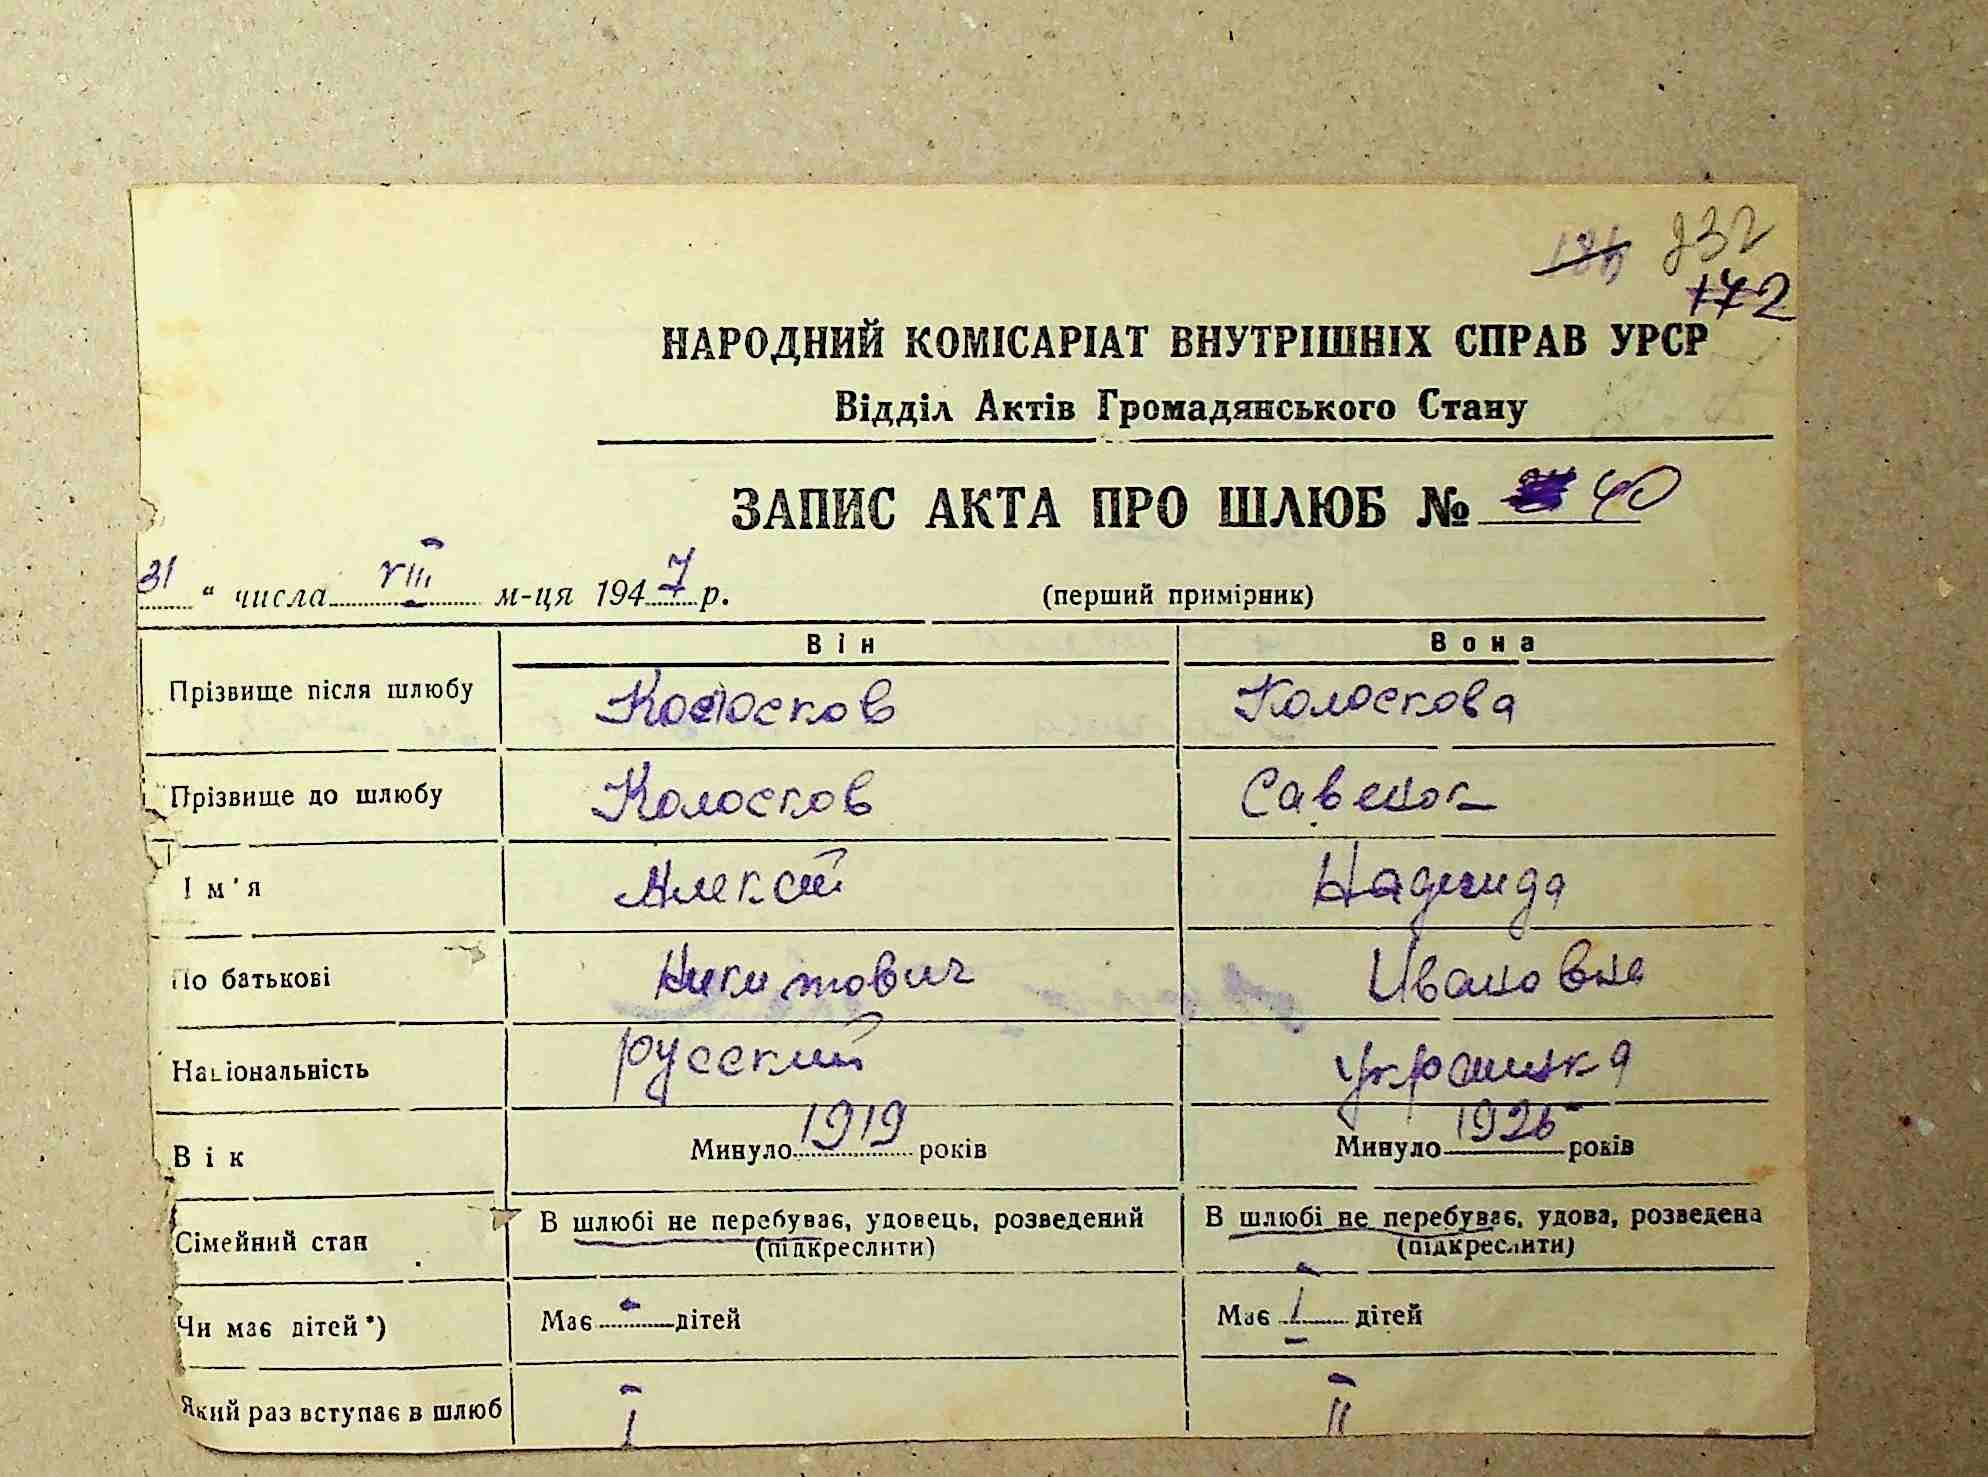 232
172
НАРОДНИЙ КОМІСАРІАТ ВНУТРІШНІХ СПРАВ УРСР
Відділ Актів Громадянського Стану
ЗАПИС АКТА ПРО ШЛЮБ № 40
31 “ числа VIII м-ця 1947 р. (перший примірник)
Він Вона
Прізвище після шлюбу Колосков Колоскова
Прізвище до шлюбу Колосков Савенок
Ім'я Алексей Надежда
По батькові Никитович Ивановна
Національність русский Украинка
Вік Минуло 1919 років Минуло 1926 років
Сімейний стан В шлюбі не перебуває, удовець, розведений В шлюбі не перебуває, удова, розведена
(підкреслити) (підкреслити)
Чи має дітей*) Має - дітей Має I дітей
Який раз вступає в шлюб I II